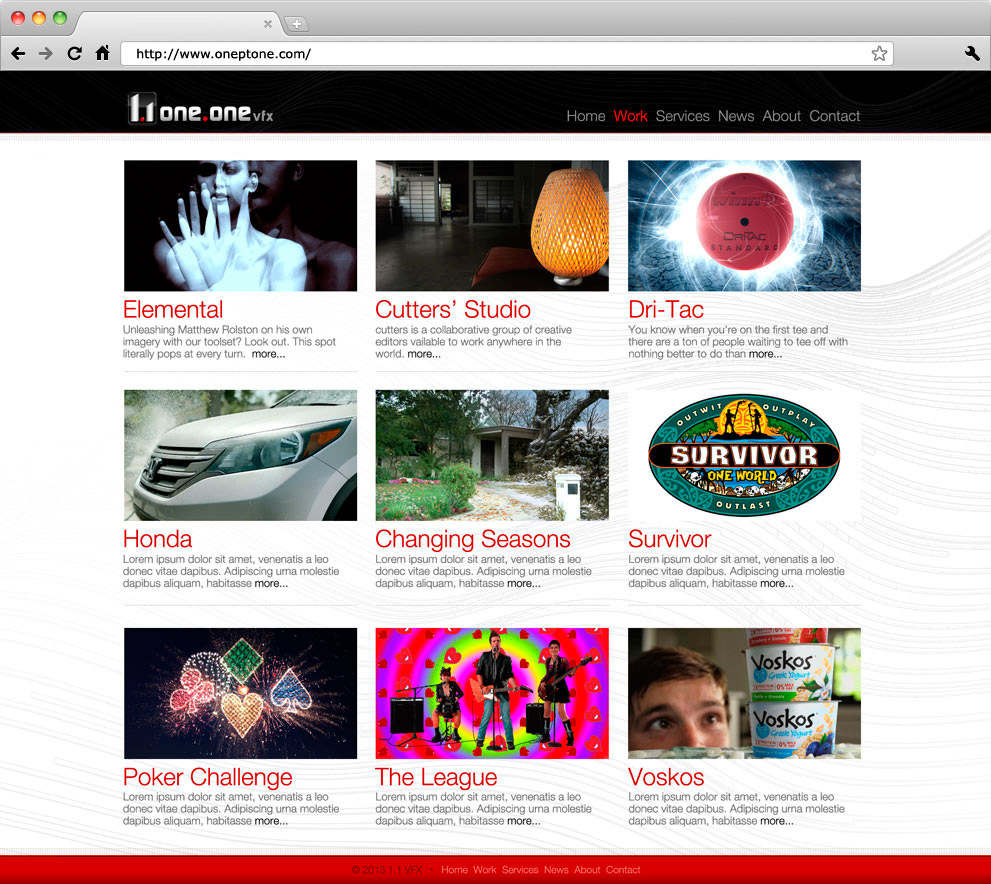 http://www.oneptone.com/
1.1 one.one vfx
Home Work Services News About Contact
winn
DRITAC
STANDARD
Elemental
Unleashing Matthew Rolston on his own
imagery with our toolset? Look out. This spot
literally pops at every turn. more...
Cutters’ Studio
cutters is a collaborative group of creative
editors vailable to work anywhere in the
world. more...
Dri-Tac
You know when you're on the first tee and
there are a ton of people waiting to tee off with
nothing better to do than more...
OUTWIT OUTPLAY
SURVIVOR
ONE WORLD
OUTLAST
Honda
Lorem ipsum dolor sit amet, venenatis a leo
donec vitae dapibus. Adipiscing urna molestie
dapibus aliquam, habitasse more...
Changing Seasons
Lorem ipsum dolor sit amet, venenatis a leo
donec vitae dapibus. Adipiscing urna molestie
dapibus aliquam, habitasse more...
Survivor
Lorem ipsum dolor sit amet, venenatis a leo
donec vitae dapibus. Adipiscing urna molestie
dapibus aliquam, habitasse more...
Voskos
Greek Yogurt
0%
Voskos
Greek Yogurt
0%
Poker Challenge
Lorem ipsum dolor sit amet, venenatis a leo
donec vitae dapibus. Adipiscing urna molestie
dapibus aliquam, habitasse more...
The League
Lorem ipsum dolor sit amet, venenatis a leo
donec vitae dapibus. Adipiscing urna molestie
dapibus aliquam, habitasse more...
Voskos
Lorem ipsum dolor sit amet, venenatis a leo
donec vitae dapibus. Adipiscing urna molestie
dapibus aliquam, habitasse more...
© 2013 1.1 VFX Home Work Services News About Contact